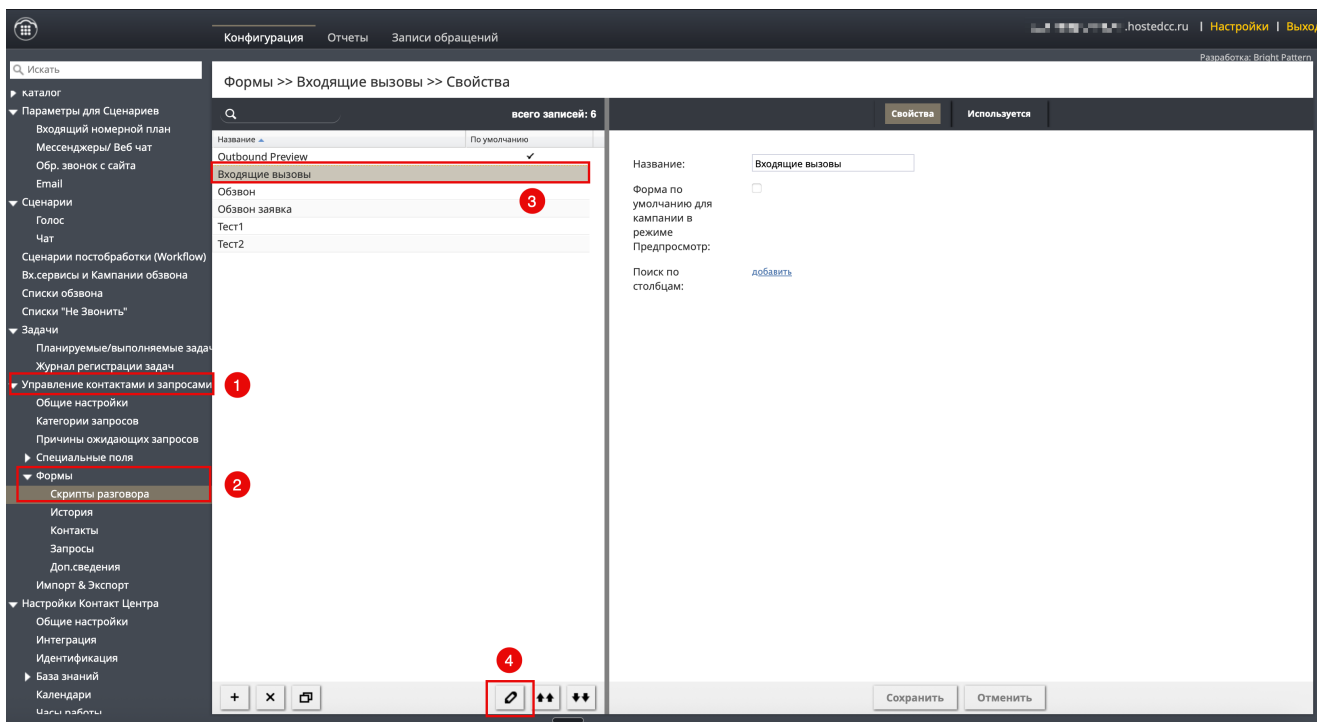 .hostedcc.ru | Настройки | Выход
Конфигурация Отчеты Записи обращений
Разработка: Bright Pattern
Искать
Формы >> Входящие вызовы >> Свойства
каталог
Параметры для Сценариев
Входящий номерной план
Мессенджеры/ Веб чат
Обр. звонок с сайта
Email
Сценарии
Голос
Чат
Сценарии постобработки (Workflow)
Вх.сервисы и Кампании обзвона
Списки обзвона
Списки "Не Звонить"
Задачи
Планируемые/выполняемые задач
Журнал регистрации задач
Управление контактами и запросами
1
Общие настройки
Категории запросов
Причины ожидающих запросов
Специальные поля
Формы
2
Скрипты разговора
История
Контакты
Запросы
Доп.сведения
Импорт & Экспорт
Настройки Контакт Центра
Общие настройки
Интеграция
Идентификация
База знаний
Календари
Часы работы
всего записей: 6
Название По умолчанию
Outbound Preview ✔
Входящие вызовы
3
Обзвон
Обзвон заявка
Тест1
Тест2
4
Свойства Используется
Название: Входящие вызовы
Форма по
умолчанию для
кампании в
режиме
Предпросмотр:
Поиск по добавить
столбцам:
Сохранить Отменить